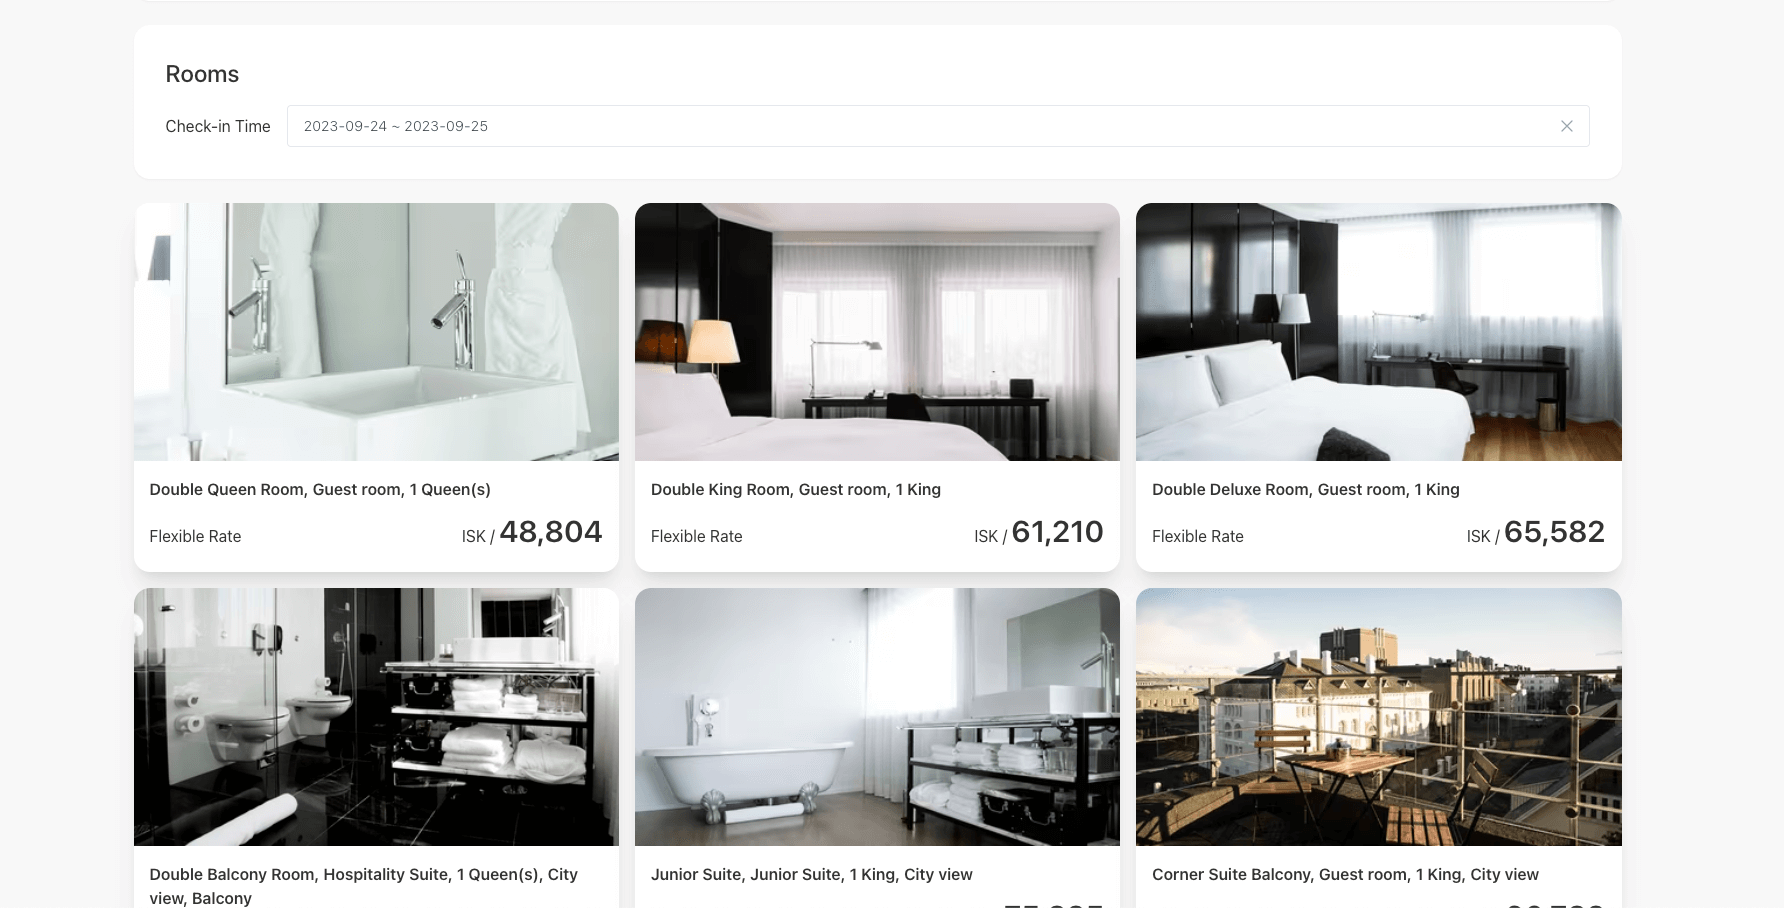 Rooms
Check-in Time
2023-09-24 ~ 2023-09-25
Double Queen Room, Guest room, 1 Queen(s)
Flexible Rate
ISK / 48,804
Double King Room, Guest room, 1 King
Flexible Rate
ISK / 61,210
Double Deluxe Room, Guest room, 1 King
Flexible Rate
ISK / 65,582
Double Balcony Room, Hospitality Suite, 1 Queen(s), City
view, Balcony
Junior Suite, Junior Suite, 1 King, City view
Corner Suite Balcony, Guest room, 1 King, City view